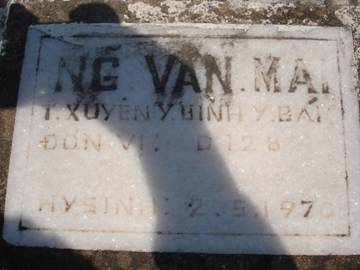 NG VĂN. MAI
T. XUYÊN Y. BÌNH Y. BÁI
ĐƠN VỊ: D128
HY SINH: 2.5.1970